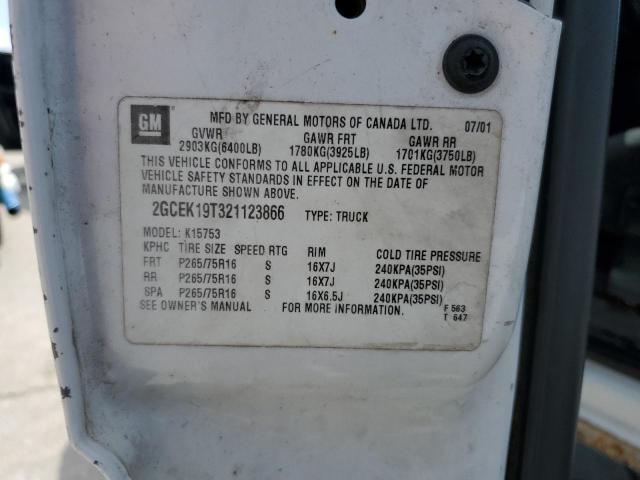 GM
MFD BY GENERAL MOTORS OF CANADA LTD. 07/01
GVWR GAWR FRT GAWR RR
2903KG(6400LB) 1780KG(3925LB) 1701KG(3750LB)
THIS VEHICLE CONFORMS TO ALL APPLICABLE U.S. FEDERAL MOTOR
VEHICLE SAFETY STANDARDS IN EFFECT ON THE DATE OF
MANUFACTURE SHOWN ABOVE.
2GCEK19T321123866 TYPE: TRUCK
MODEL: K15753
KPHC TIRE SIZE SPEED RTG RIM COLD TIRE PRESSURE
FRT P265/75R16 S 16X7J 240KPA(35PSI)
RR P265/75R16 S 16X7J 240KPA(35PSI)
SPA P265/75R16 S 16X6.5J 240KPA(35PSI)
SEE OWNER'S MANUAL FOR MORE INFORMATION. F 563
T 647